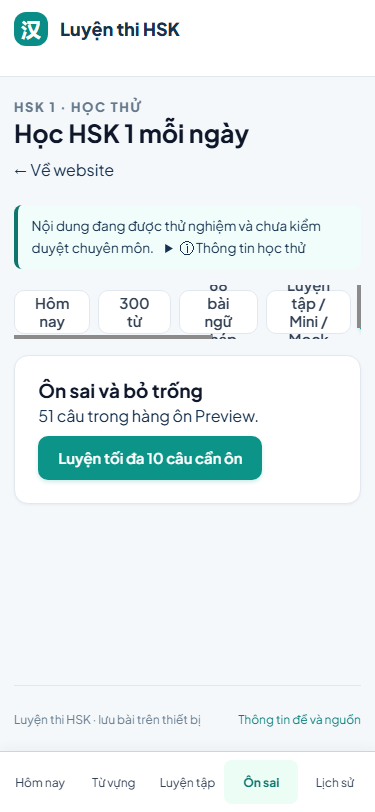 汉 Luyện thi HSK
HSK 1 · HỌC THỬ
Học HSK 1 mỗi ngày
← Về website
Nội dung đang được thử nghiệm và chưa kiểm
duyệt chuyên môn. ▶ ⓘ Thông tin học thử
Hôm
nay
300
từ
bài
ngữ
Luyện
tập /
Mini /
Mock
Ôn sai và bỏ trống
51 câu trong hàng ôn Preview.
Luyện tối đa 10 câu cần ôn
Luyện thi HSK · lưu bài trên thiết bị
Thông tin đề và nguồn
Hôm nay
Từ vựng
Luyện tập
Ôn sai
Lịch sử